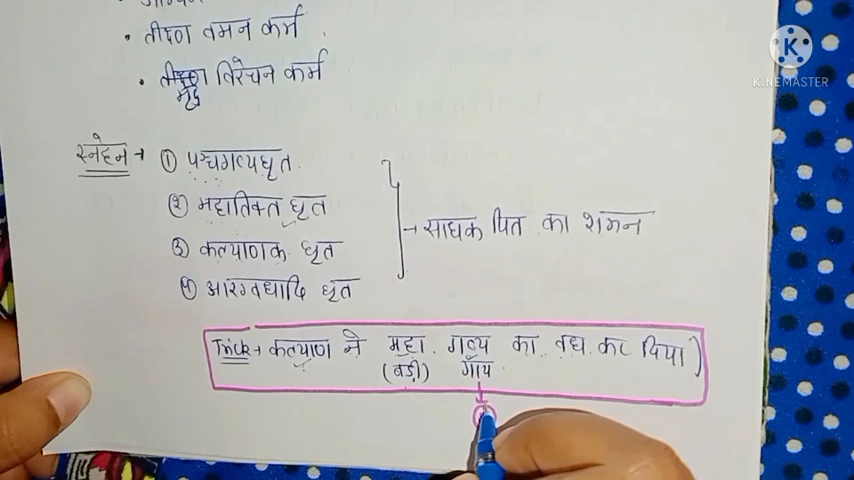 • तीक्ष्ण वमन कर्म
• तीक्ष्ण विरेचन कर्म
मृदु
स्नेहन → ① पञ्चगव्यघृत
② महातिक्त घृत
③ कल्याणक घृत
④ आरग्वधादि घृत
→ साधक पित का शमन
Trick → कल्याण ने महा गव्य का वध कर दिया)
(बड़ी) गाँय
K
KINEMASTER